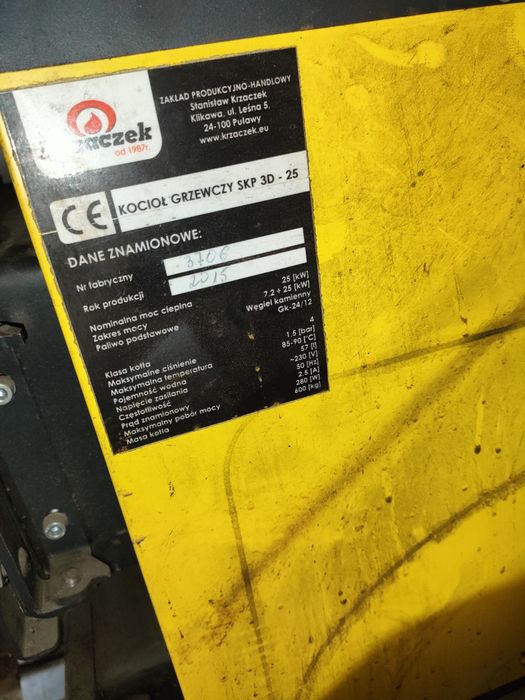 zaczek
od 1987r.
ZAKŁAD PRODUKCYJNO-HANDLOWY
Stanisław Krzaczek
Klikawa, ul. Leśna 5,
24-100 Puławy
www.krzaczek.eu
CE KOCIOŁ GRZEWCZY SKP 3D - 25
DANE ZNAMIONOWE:
Nr fabryczny 3706
Rok produkcji 2015
Nominalna moc cieplna 25 [kW]
Zakres mocy 7.2 ÷ 25 [kW]
Paliwo podstawowe Węgiel kamienny
Gk-24/12
Klasa kotła 4
Maksymalne ciśnienie 1.5 [bar]
Maksymalna temperatura 85-90 [°C]
Pojemność wodna 57 [l]
Napięcie zasilania ~230 [V]
Częstotliwość 50 [Hz]
Prąd znamionowy 2.5 [A]
Maksymalny pobór mocy 280 [W]
Masa kotła 600 [kg]